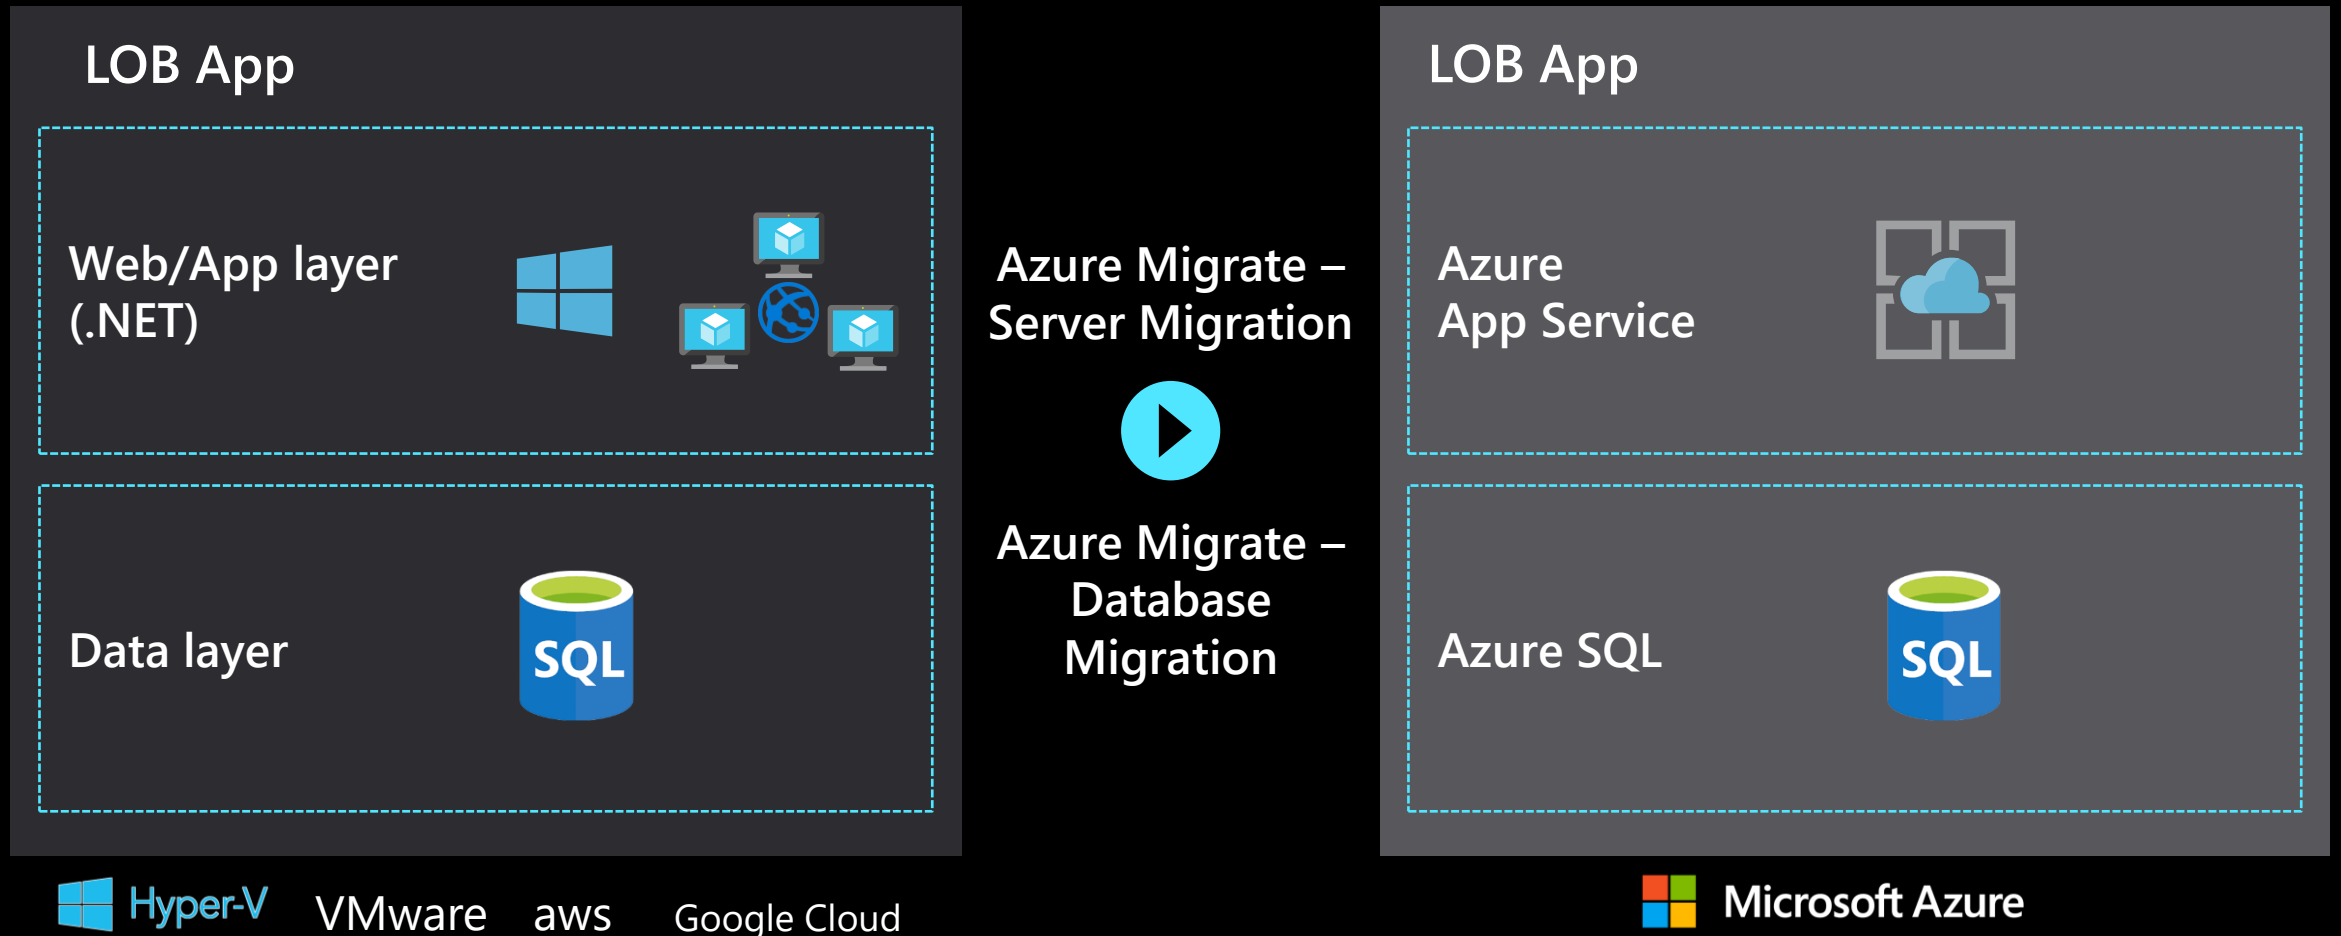 LOB App
Web/App layer
(.NET)
Data layer
SQL
Azure Migrate –
Server Migration
Azure Migrate –
Database
Migration
LOB App
Azure
App Service
Azure SQL
SQL
Hyper-V
VMware
aws
Google Cloud
Microsoft Azure